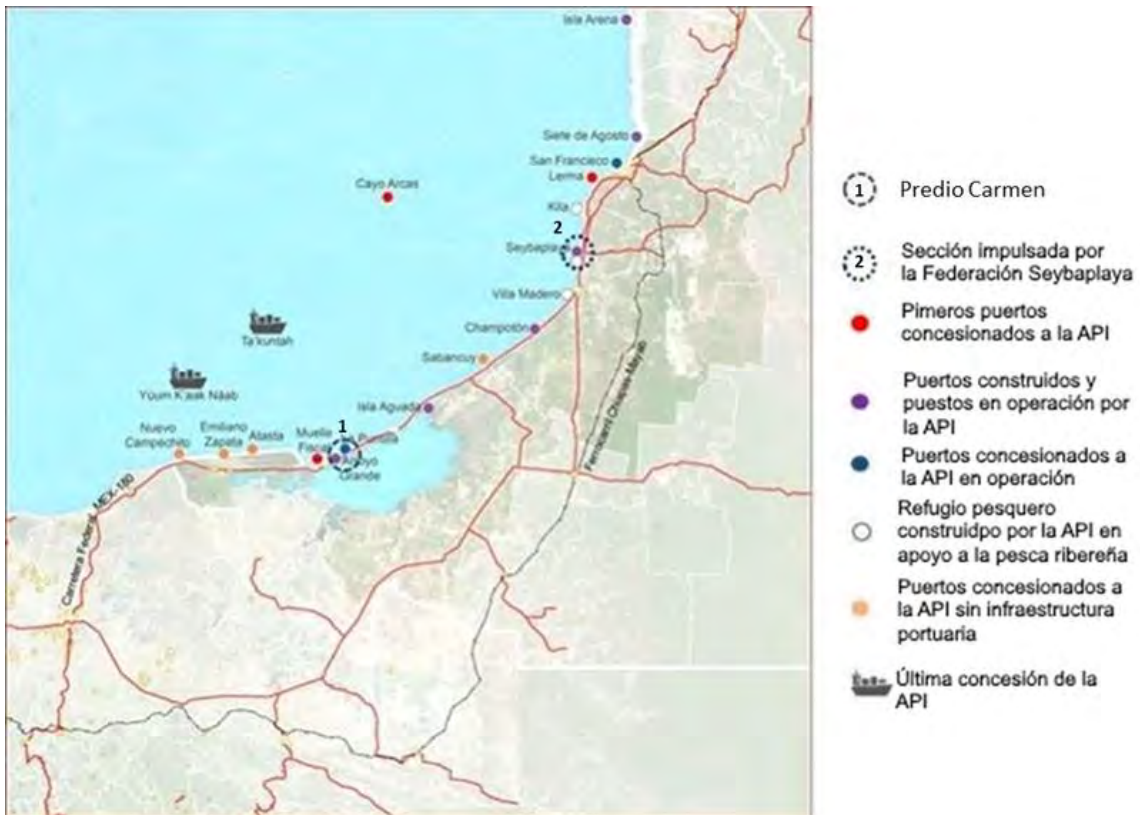 Isla Arena
Siete de Agosto
San Francisco
Lerma
Cayo Arcas
Kila
2
Seybaplaya
Villa Madero
Ta'kuntah
Champotón
Sabancuy
Yúum K'aak Náab
Isla Aguada
Nuevo
Campechito
Emiliano
Zapata
Atasta
Muelle
Fiscal
1
Grande
Carretera Federal MEX-180
Ferrocarril Chiapas-Mayab
1 Predio Carmen
2 Sección impulsada por
la Federación Seybaplaya
Pimeros puertos
concesionados a la API
Puertos construidos y
puestos en operación por
la API
Puertos concesionados a
la API en operación
Refugio pesquero
construidpo por la API en
apoyo a la pesca ribereña
Puertos concesionados a
la API sin infraestructura
portuaria
Última concesión de la
API